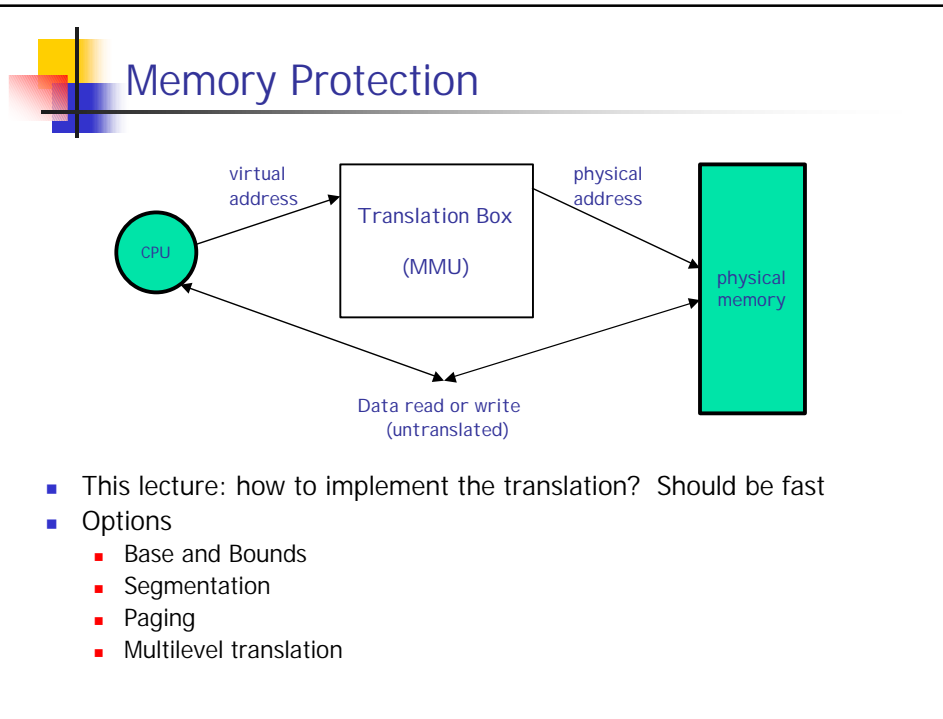 Memory Protection
virtual
address
Translation Box
(MMU)
physical
address
CPU
physical
memory
Data read or write
(untranslated)
This lecture: how to implement the translation? Should be fast
Options
Base and Bounds
Segmentation
Paging
Multilevel translation